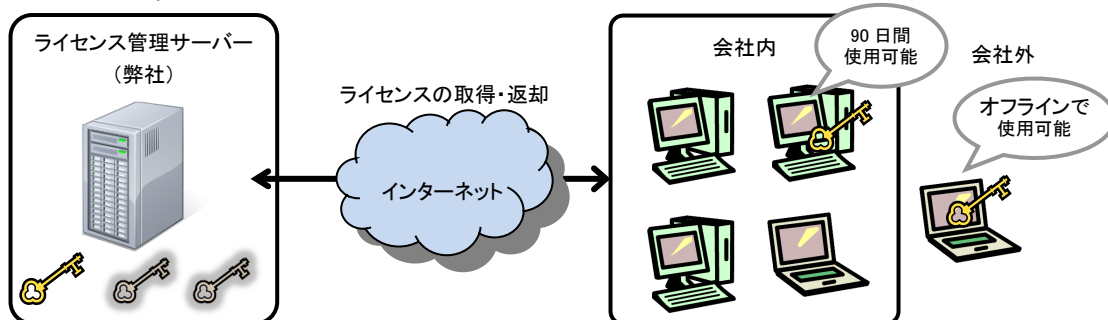 ライセンス管理サーバー
（弊社）
ライセンスの取得・返却
インターネット
会社内
90 日間
使用可能
会社外
オフラインで
使用可能